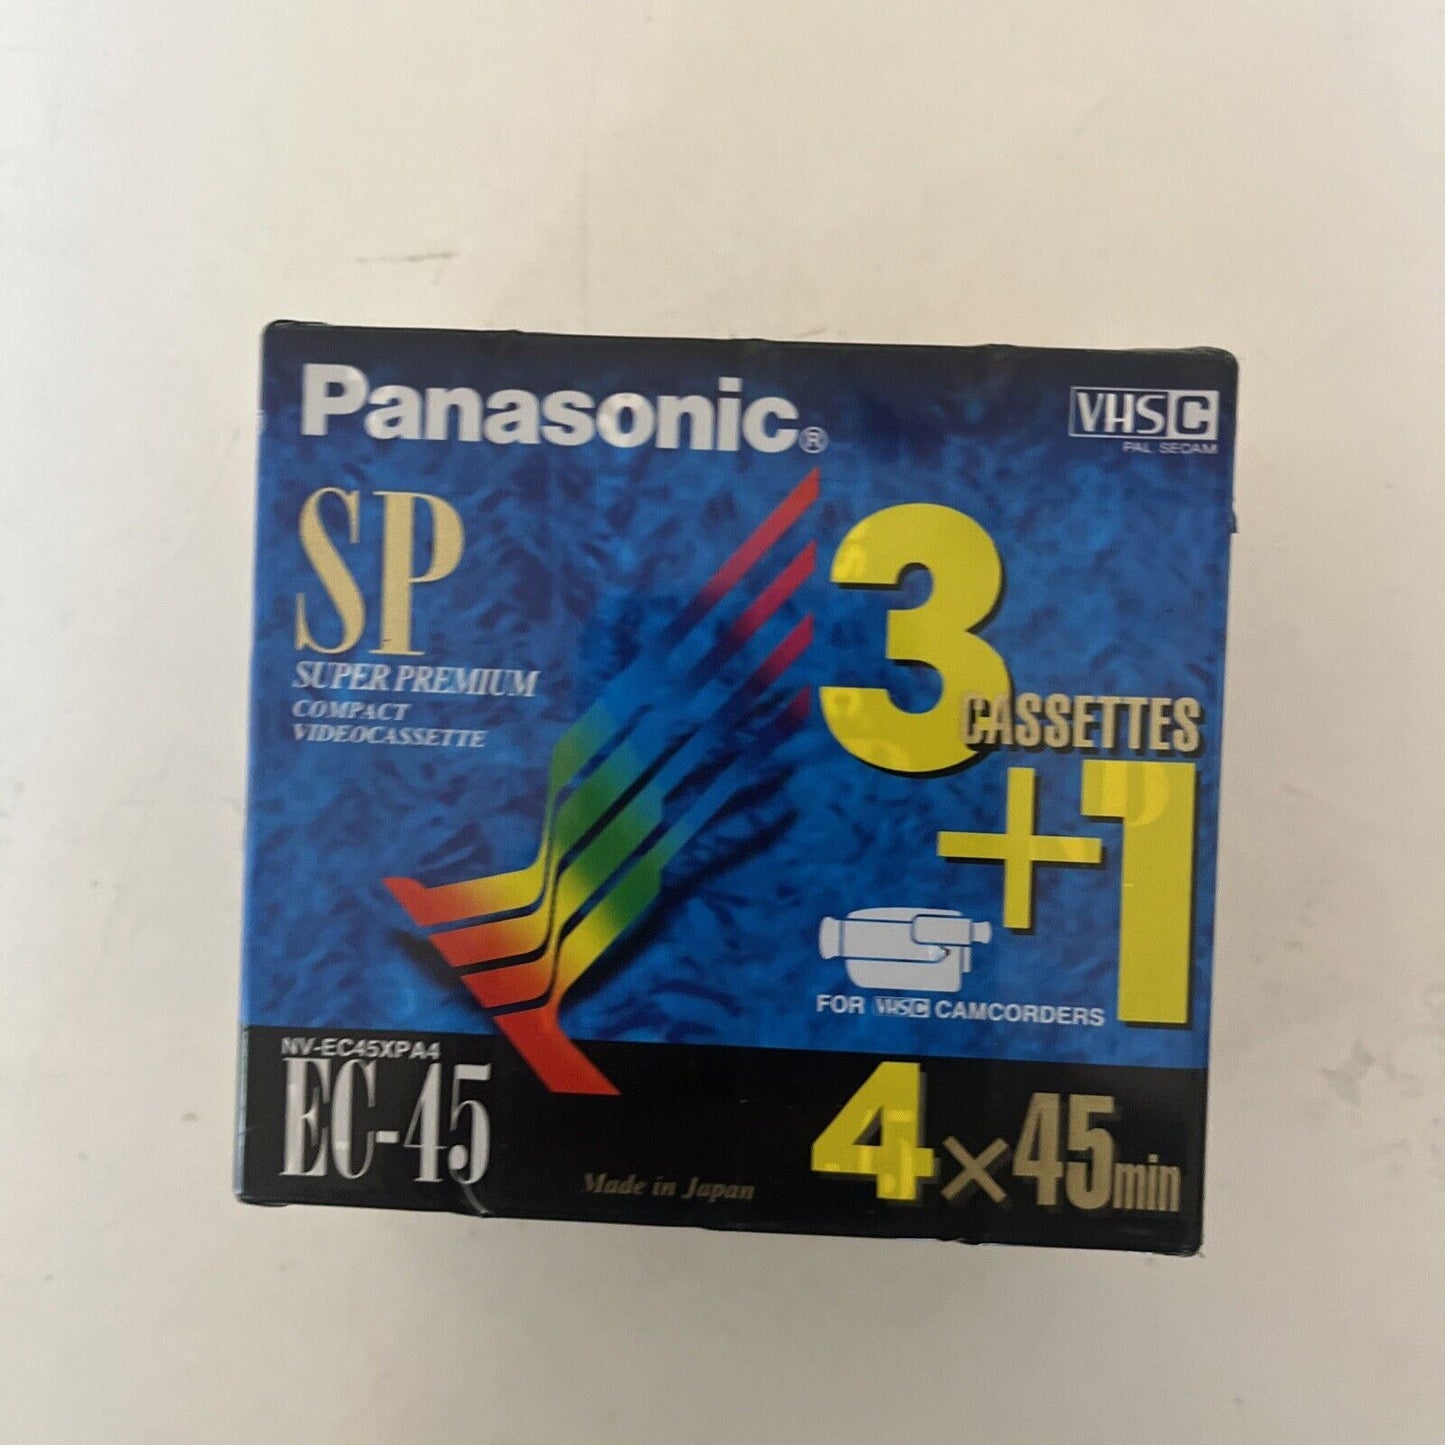 Panasonic®
VHS C
PAL SECAM
SP
SUPER PREMIUM
COMPACT
VIDEOCASSETTE
3
CASSETTES
+1
FOR VHS C CAMCORDERS
NV-EC45XPA4
EC-45
Made in Japan
4×45min